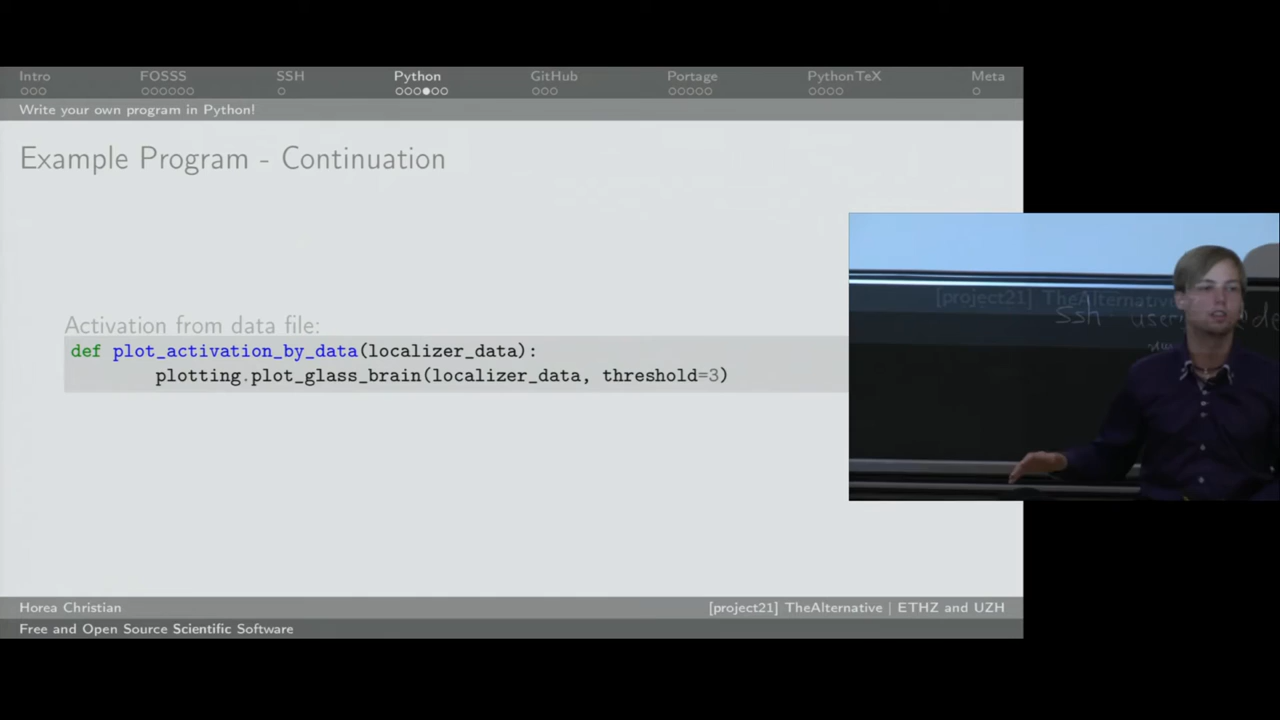 Intro FOSSS SSH Python GitHub Portage PythonTeX Meta
Write your own program in Python!
Example Program - Continuation
Activation from data file:
def plot_activation_by_data(localizer_data):
plotting.plot_glass_brain(localizer_data, threshold=3)
[project21] TheAlternative
ssh user
Horea Christian [project21] TheAlternative | ETHZ and UZH
Free and Open Source Scientific Software